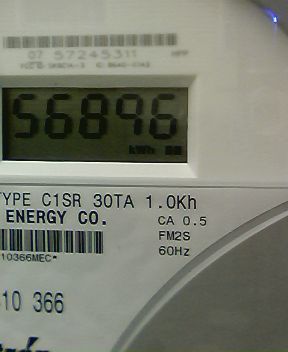 07 57245311
56896
kWh
TYPE C1SR 30TA 1.0Kh
ENERGY CO. CA 0.5
FM2S
60Hz
10366MEC*
10 366